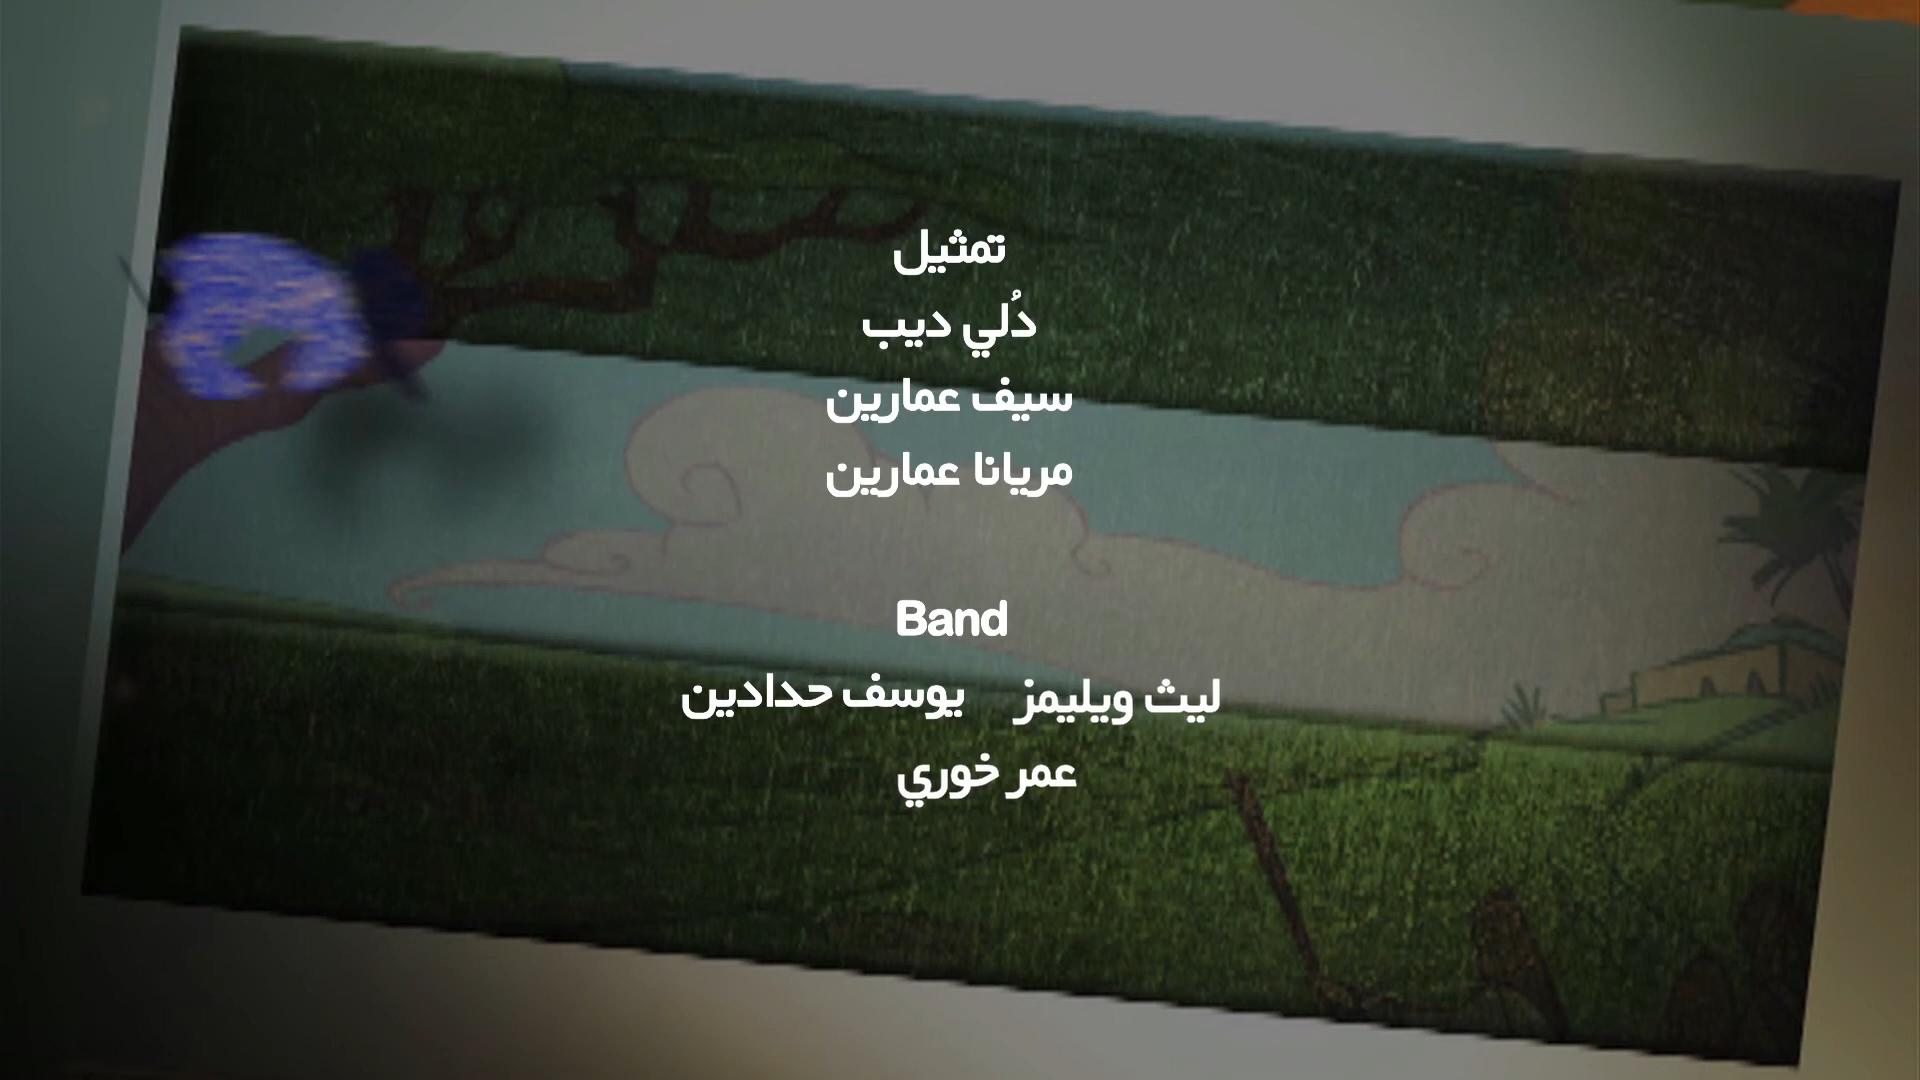 تمثيل
دُلي ديب
سيف عمارين
مريانا عمارين
Band
ليث ويليمز يوسف حدادين
عمر خوري